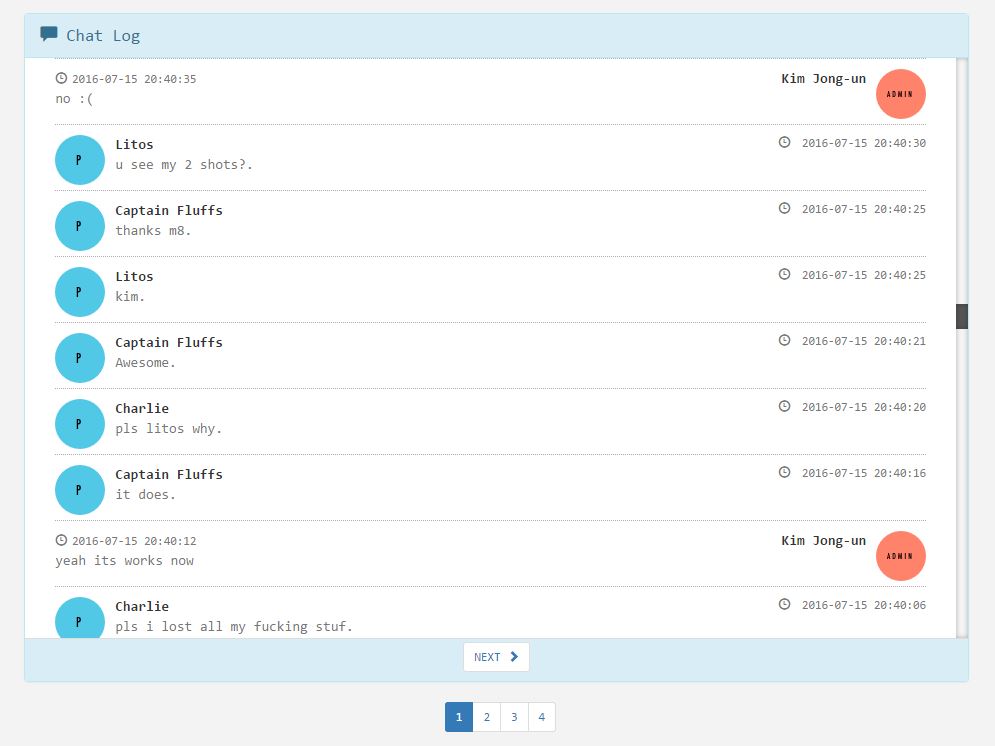 Chat Log
2016-07-15 20:40:35 Kim Jong-un ADMIN
no :(
P Litos 2016-07-15 20:40:30
u see my 2 shots?.
P Captain Fluffs 2016-07-15 20:40:25
thanks m8.
P Litos 2016-07-15 20:40:25
kim.
P Captain Fluffs 2016-07-15 20:40:21
Awesome.
P Charlie 2016-07-15 20:40:20
pls litos why.
P Captain Fluffs 2016-07-15 20:40:16
it does.
2016-07-15 20:40:12 Kim Jong-un ADMIN
yeah its works now
P Charlie 2016-07-15 20:40:06
pls i lost all my fucking stuf.
NEXT
1 2 3 4